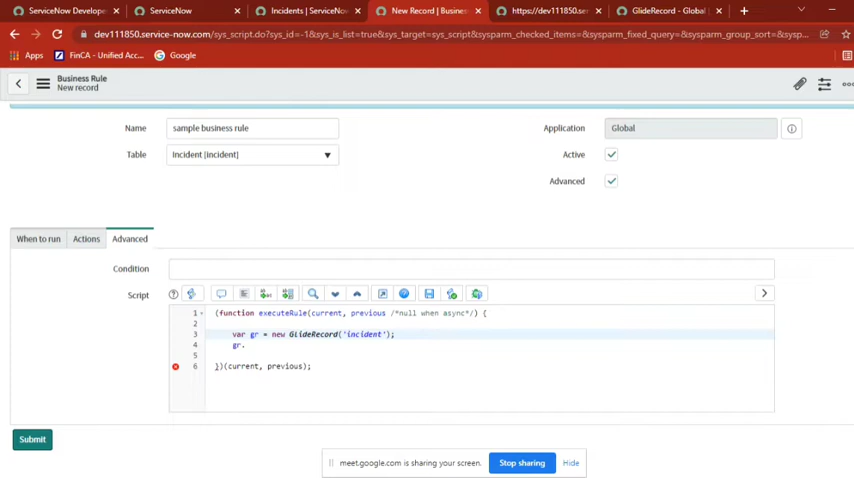 ServiceNow Develope
ServiceNow
Incidents | ServiceNo
New Record | Busines
https://dev111850.se
GlideRecord - Global |
dev111850.service-now.com/sys_script.do?sys_id=-1&sys_is_list=true&sys_target=sys_script&sysparm_checked_items=&sysparm_fixed_query=&sysparm_group_sort=&sysp...
Apps
FinCA - Unified Acc...
Google
Business Rule
New record
Name
sample business rule
Application
Global
Table
Incident [incident]
Active
Advanced
When to run
Actions
Advanced
Condition
Script
1 (function executeRule(current, previous /*null when async*/) {
2
3 var gr = new GlideRecord('incident');
4 gr.
5
6 })(current, previous);
Submit
meet.google.com is sharing your screen.
Stop sharing
Hide